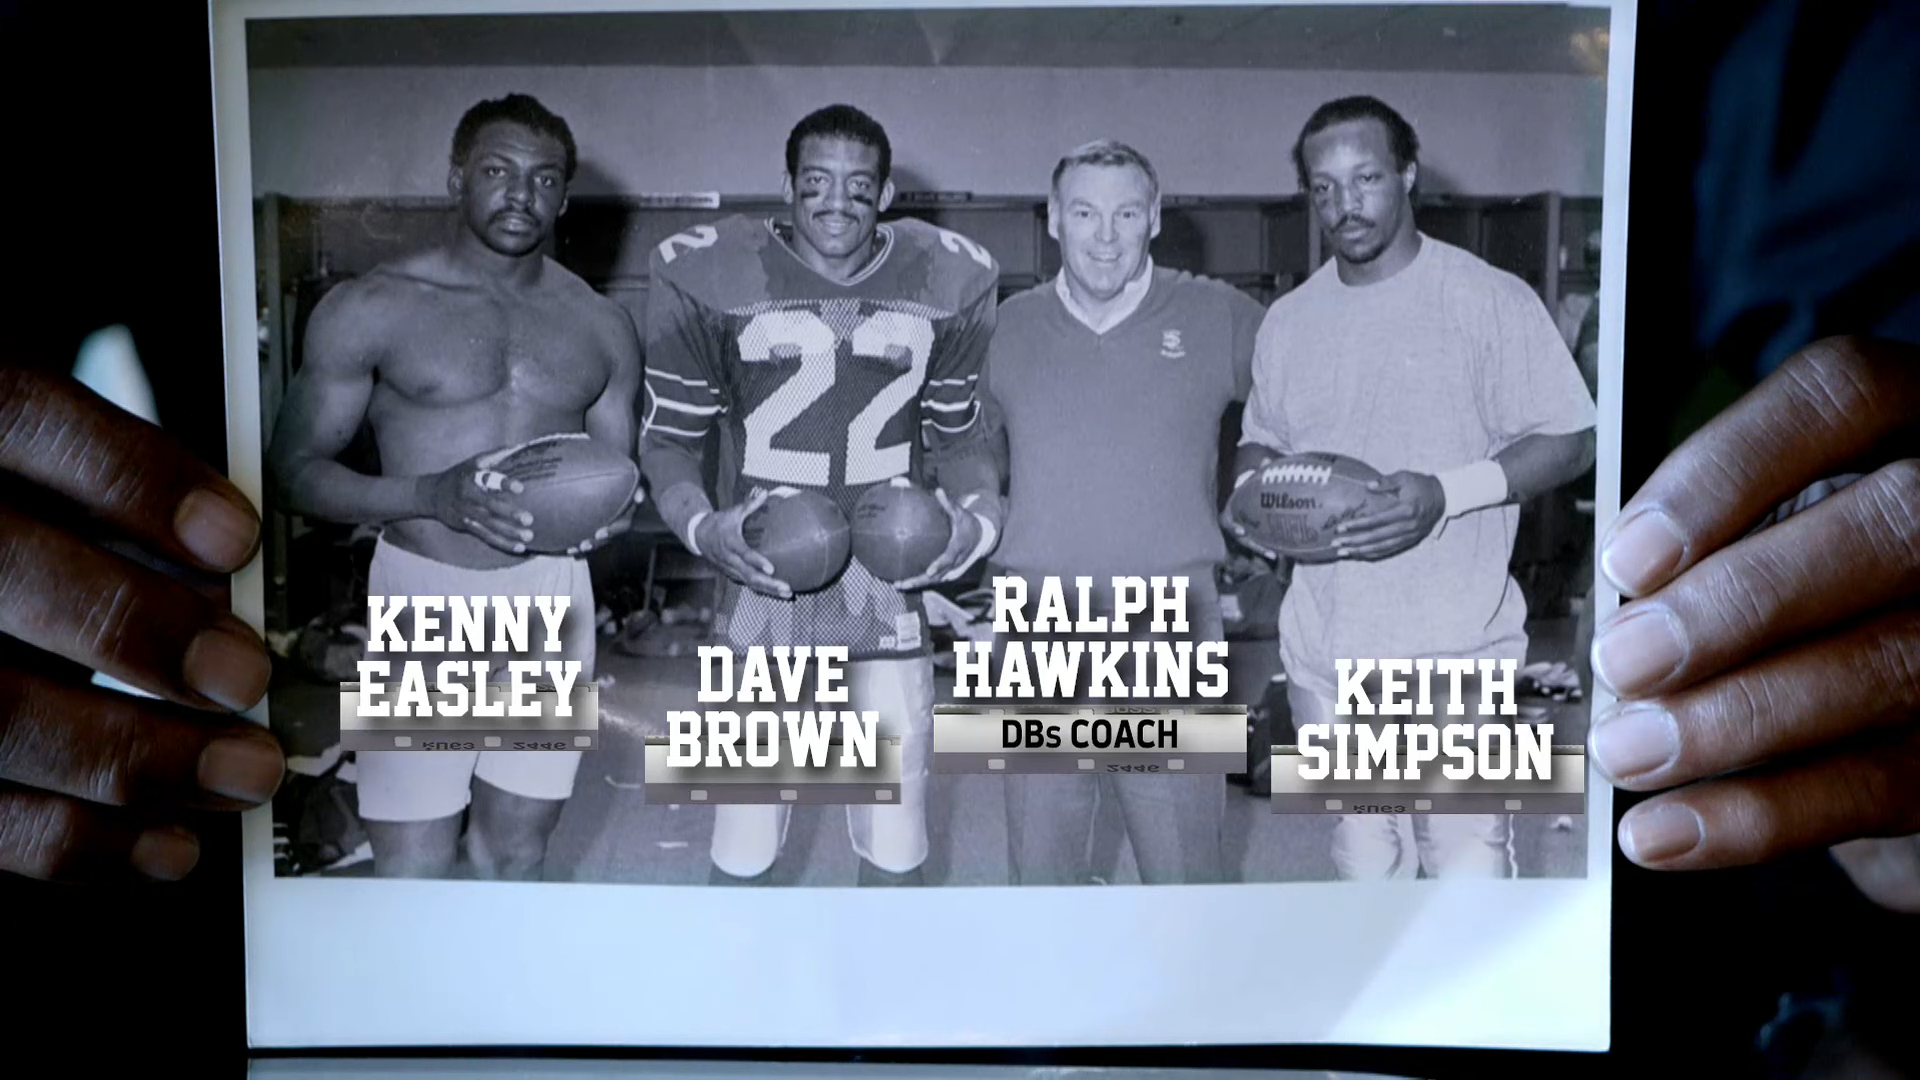 22
KENNY
EASLEY
DAVE
BROWN
RALPH
HAWKINS
DBs COACH
KEITH
SIMPSON
Wilson